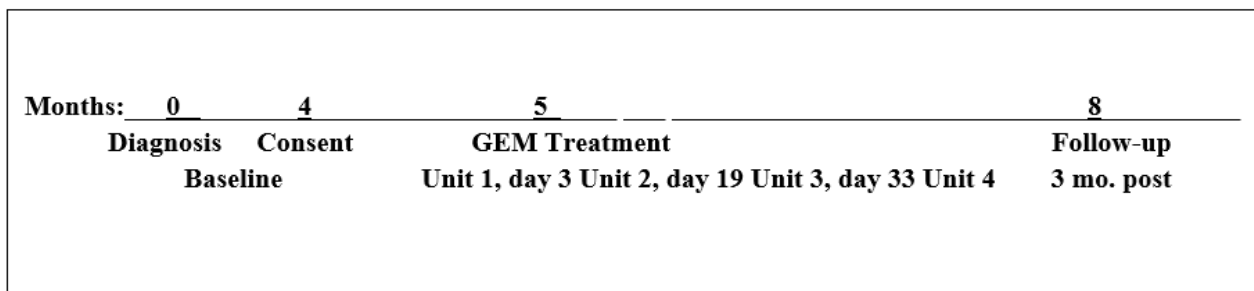 Months: 0 4 5 8
Diagnosis Consent GEM Treatment Follow-up
Baseline Unit 1, day 3 Unit 2, day 19 Unit 3, day 33 Unit 4 3 mo. post